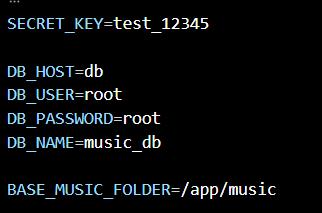 SECRET_KEY=test_12345
DB_HOST=db
DB_USER=root
DB_PASSWORD=root
DB_NAME=music_db
BASE_MUSIC_FOLDER=/app/music